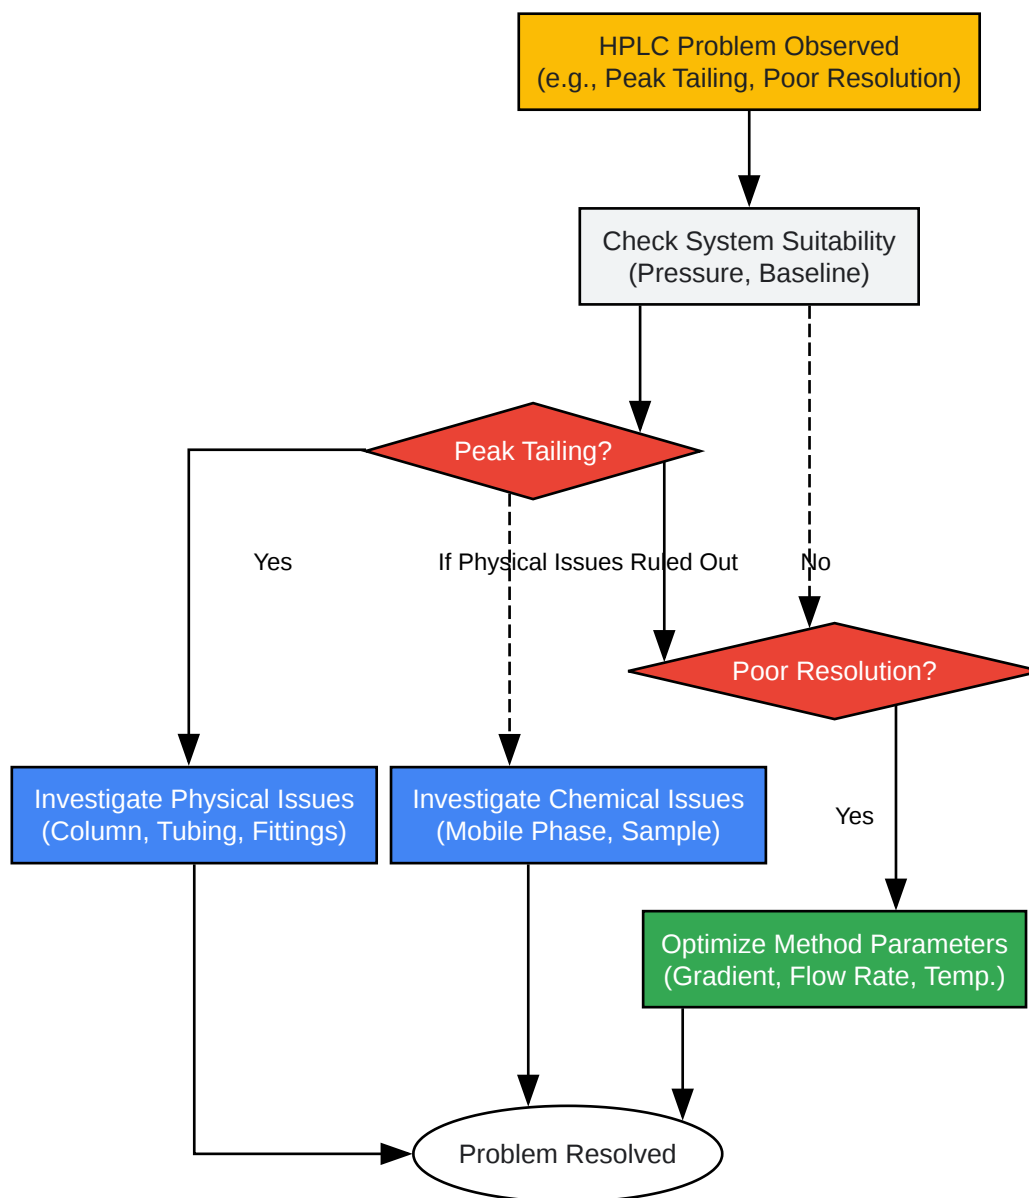 HPLC Problem Observed
(e.g., Peak Tailing, Poor Resolution)
Check System Suitability
(Pressure, Baseline)
Peak Tailing?
Yes
If Physical Issues Ruled Out
No
Poor Resolution?
Investigate Physical Issues
(Column, Tubing, Fittings)
Investigate Chemical Issues
(Mobile Phase, Sample)
Yes
Optimize Method Parameters
(Gradient, Flow Rate, Temp.)
Problem Resolved